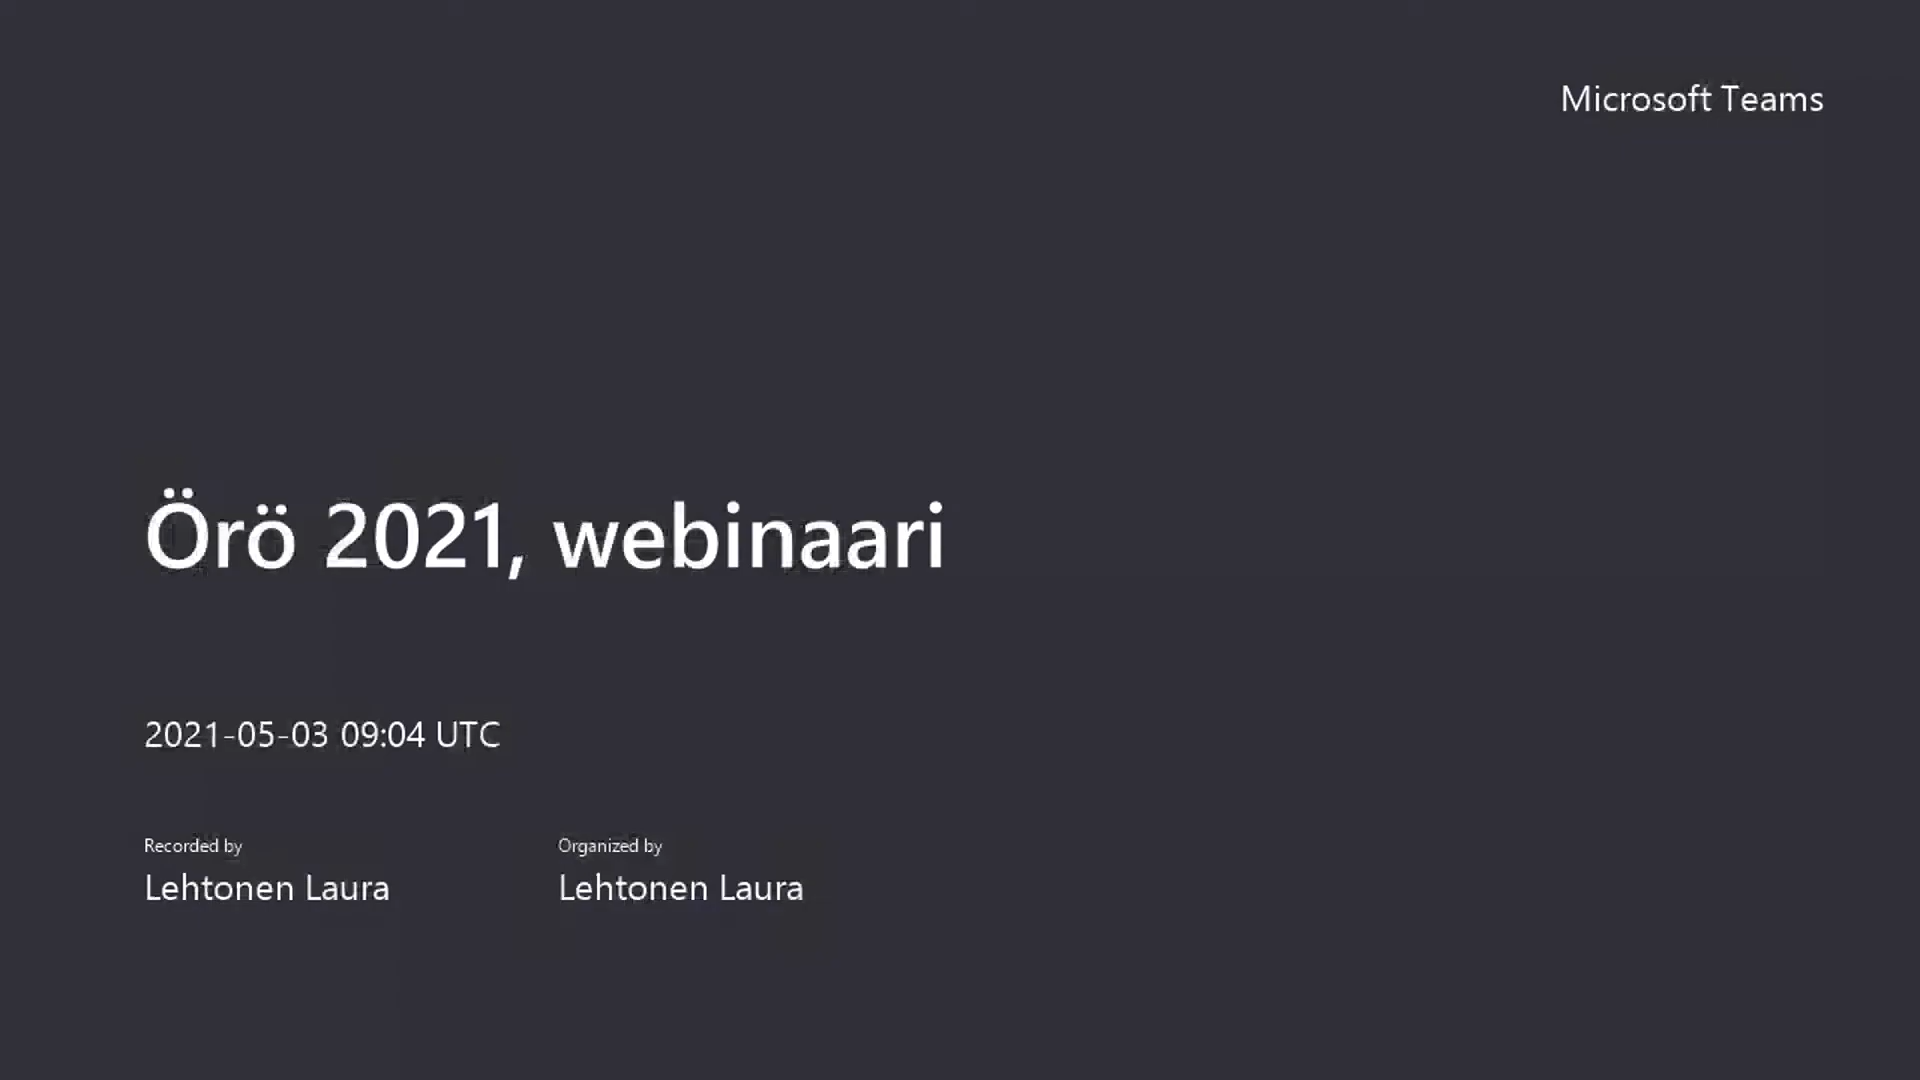 Microsoft Teams
Örö 2021, webinaari
2021-05-03 09:04 UTC
Recorded by
Lehtonen Laura
Organized by
Lehtonen Laura